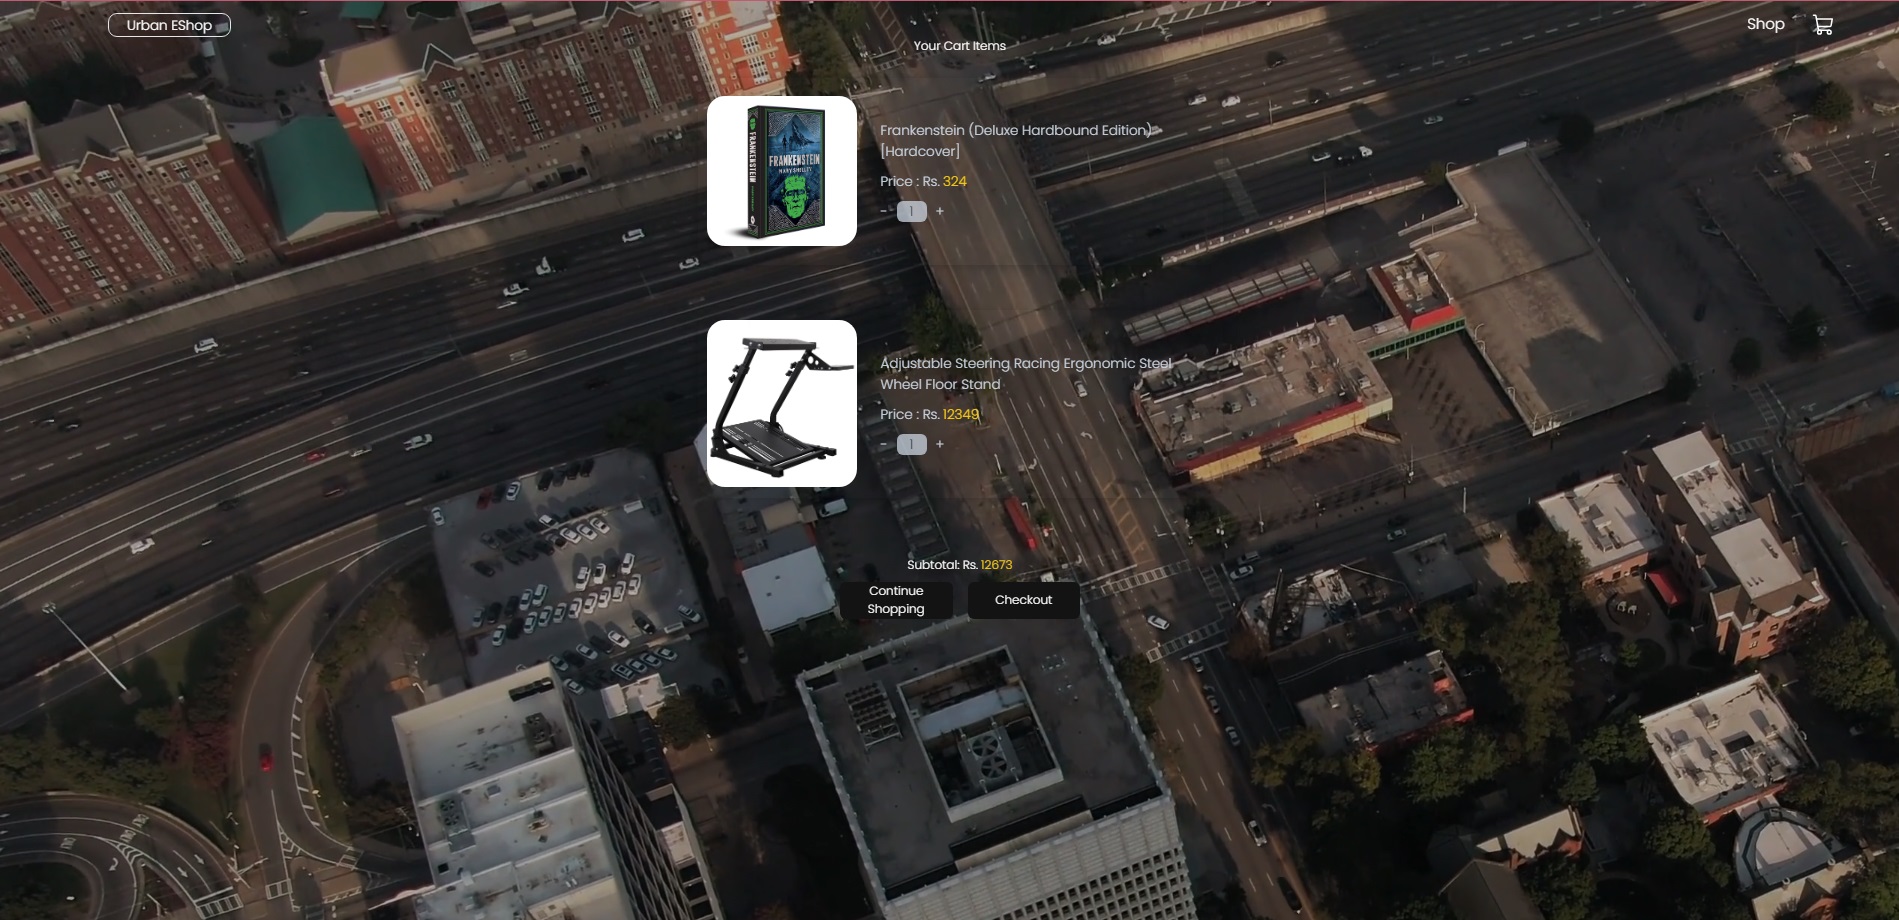 Urban EShop
Shop
Your Cart Items
FRANKENSTEIN
FRANKENSTEIN
MARY SHELLEY
Frankenstein (Deluxe Hardbound Edition)
[Hardcover]
Price : Rs. 324
- 1 +
Adjustable Steering Racing Ergonomic Steel
Wheel Floor Stand
Price : Rs. 12349
- 1 +
Subtotal: Rs. 12673
Continue
Shopping
Checkout